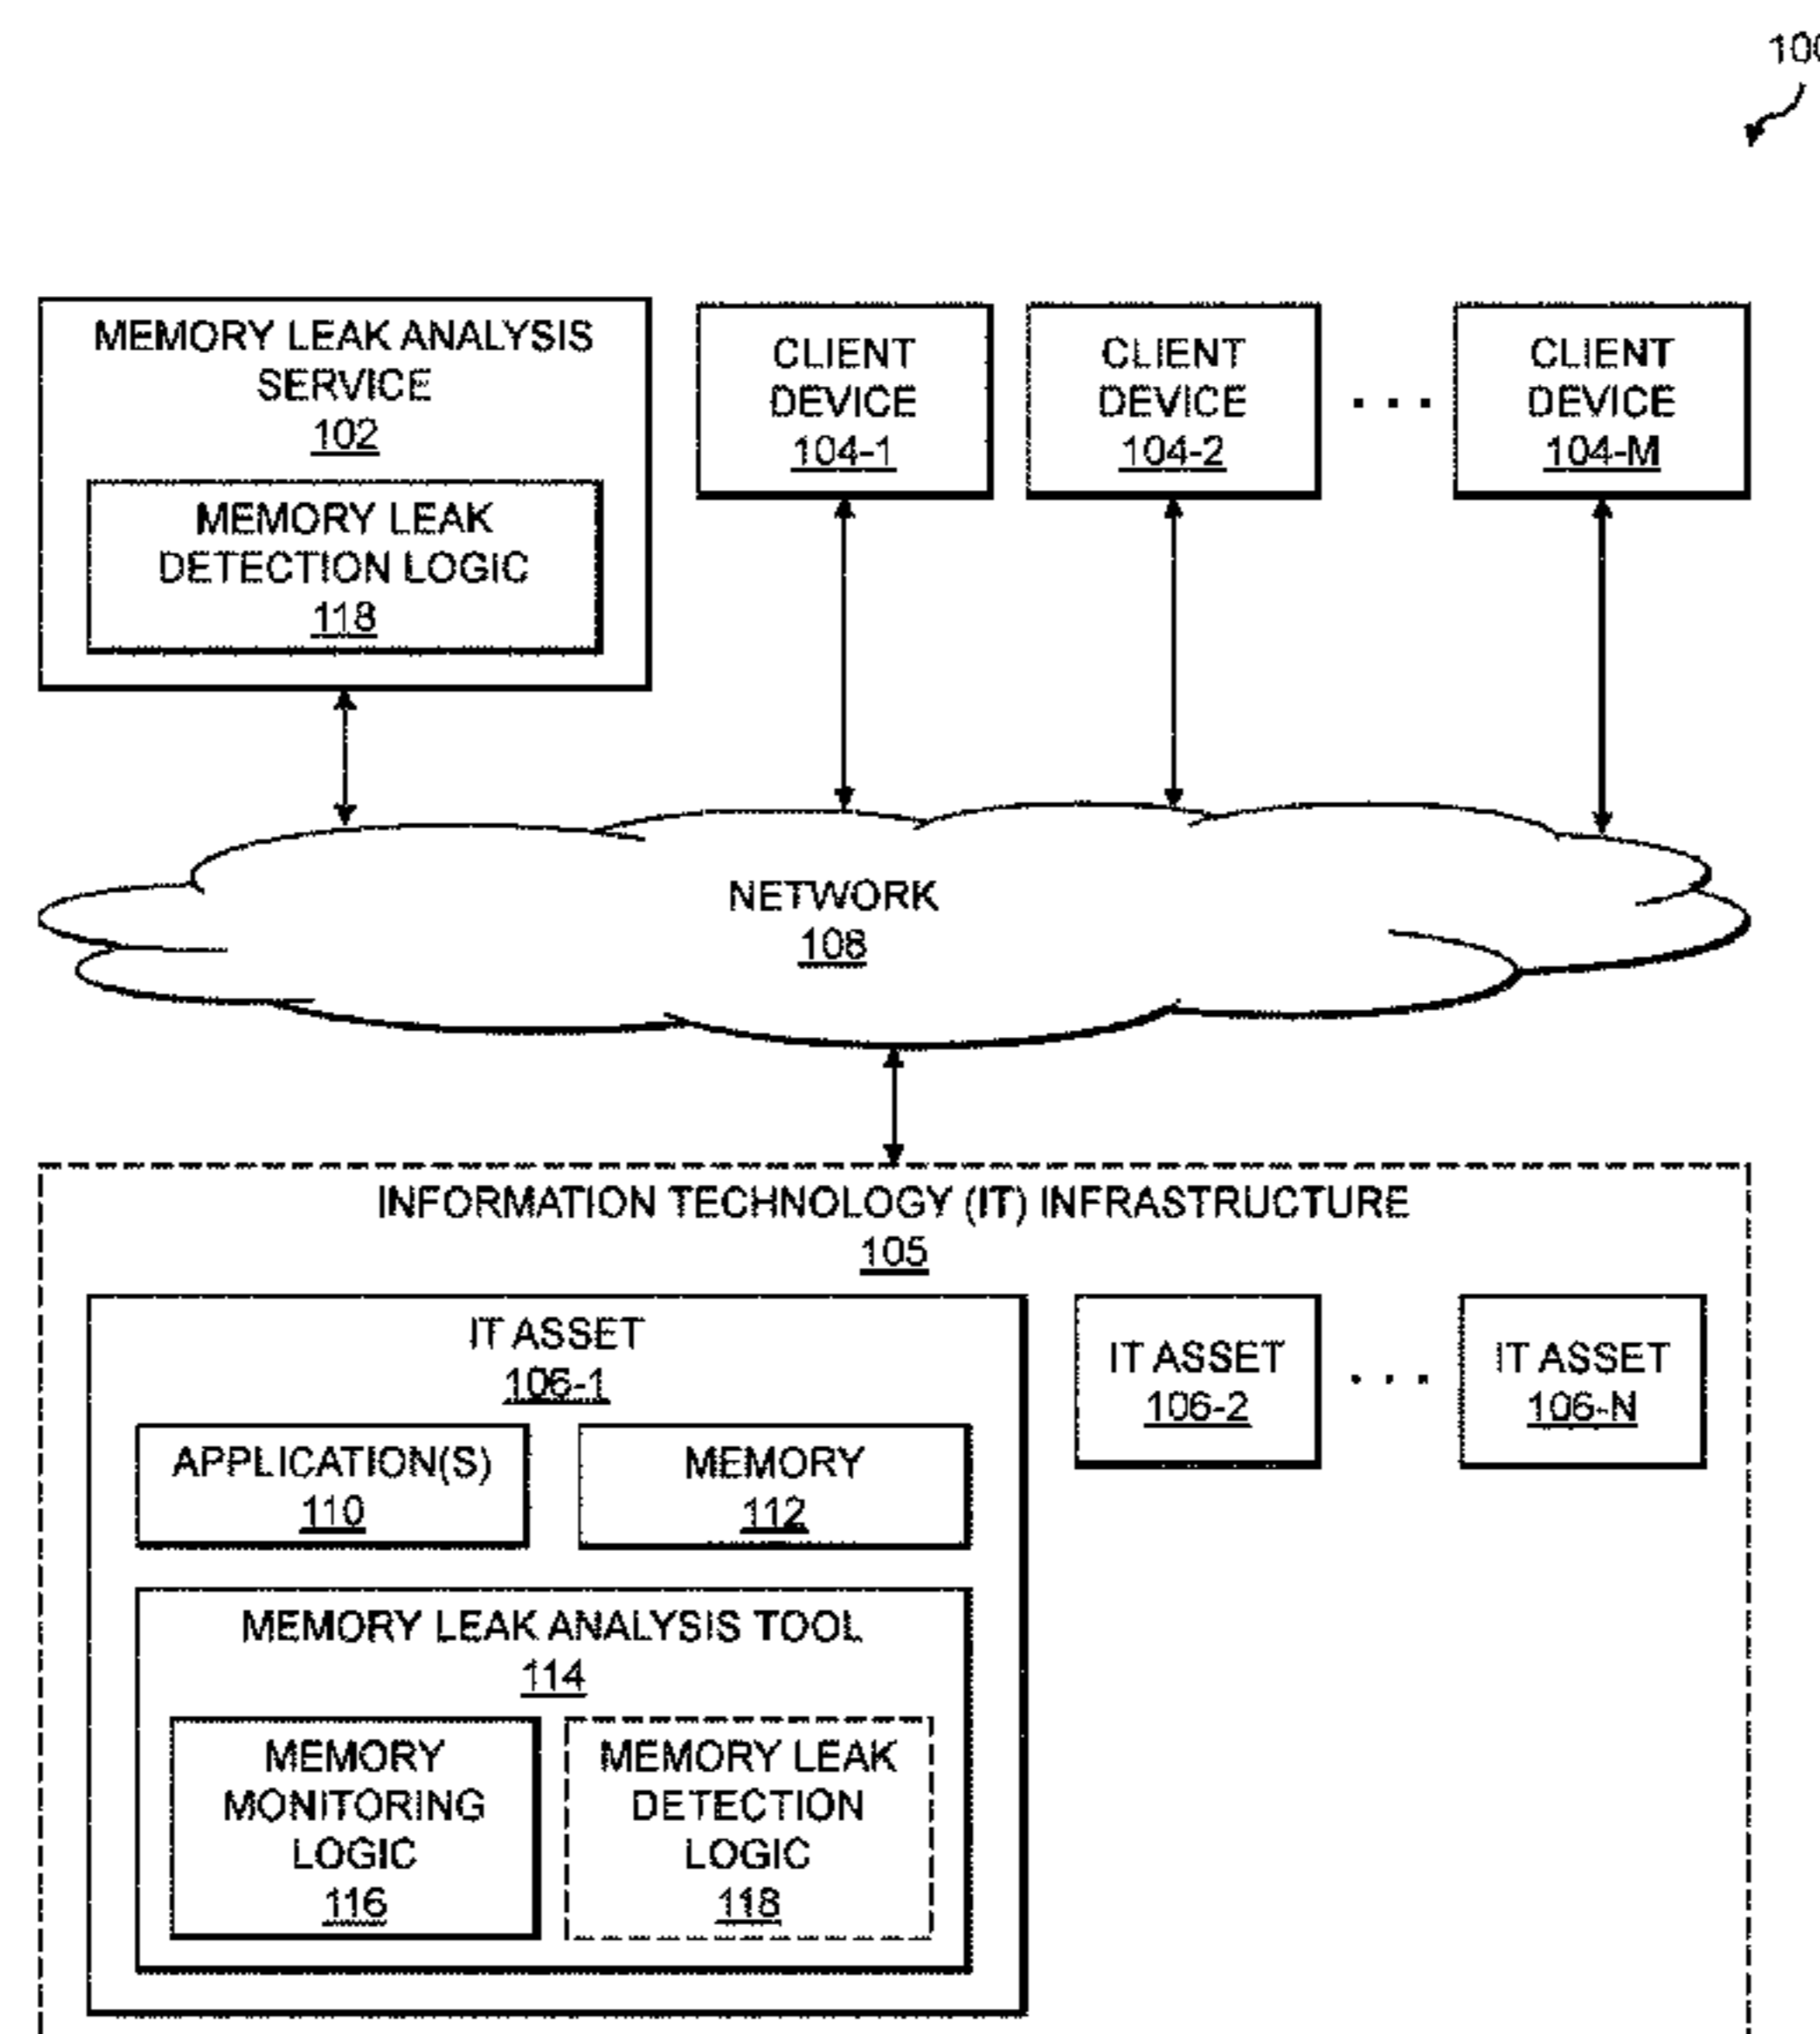 100
MEMORY LEAK ANALYSIS
SERVICE
102
MEMORY LEAK
DETECTION LOGIC
118
CLIENT
DEVICE
104-1
CLIENT
DEVICE
104-2
. . .
CLIENT
DEVICE
104-M
NETWORK
108
INFORMATION TECHNOLOGY (IT) INFRASTRUCTURE
105
IT ASSET
106-1
APPLICATION(S)
110
MEMORY
112
MEMORY LEAK ANALYSIS TOOL
114
MEMORY
MONITORING
LOGIC
116
MEMORY LEAK
DETECTION
LOGIC
118
IT ASSET
106-2
. . .
IT ASSET
106-N